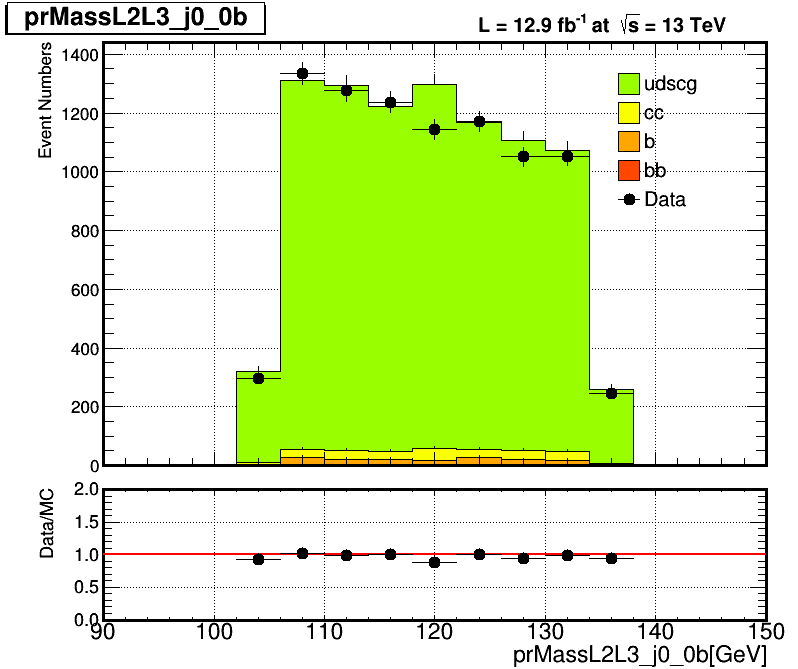 prMassL2L3_j0_0b
L = 12.9 fb⁻¹ at √s = 13 TeV
Event Numbers
1400
1200
1000
800
600
400
200
0
udscg
cc
b
bb
Data
Data/MC
2.0
1.5
1.0
0.5
0.0
90 100 110 120 130 140 150
prMassL2L3_j0_0b[GeV]